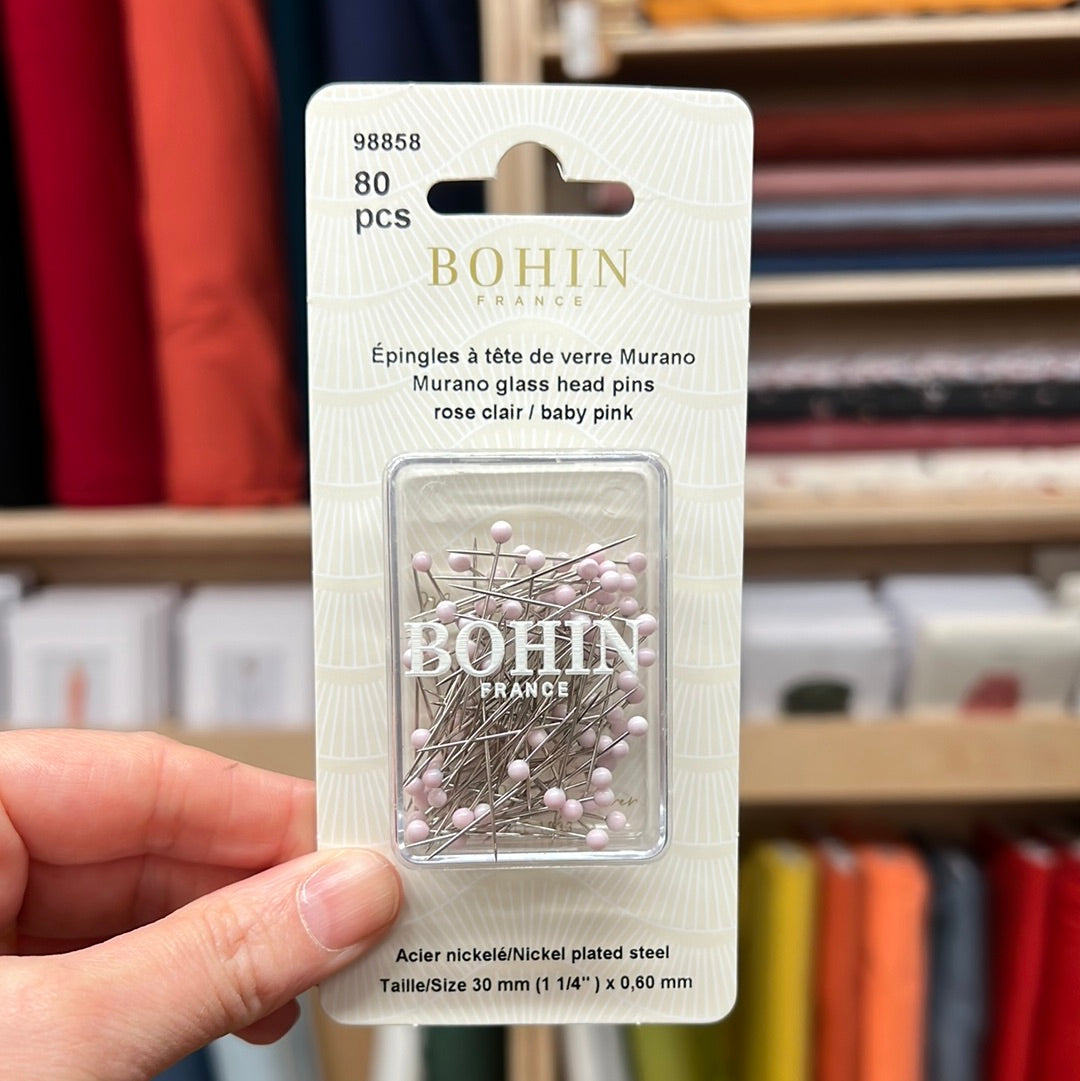 98858
80
pcs
BOHIN
FRANCE
Épingles à tête de verre Murano
Murano glass head pins
rose clair / baby pink
BOHIN
FRANCE
Acier nickelé/Nickel plated steel
Taille/Size 30 mm (1 1/4'' ) x 0,60 mm